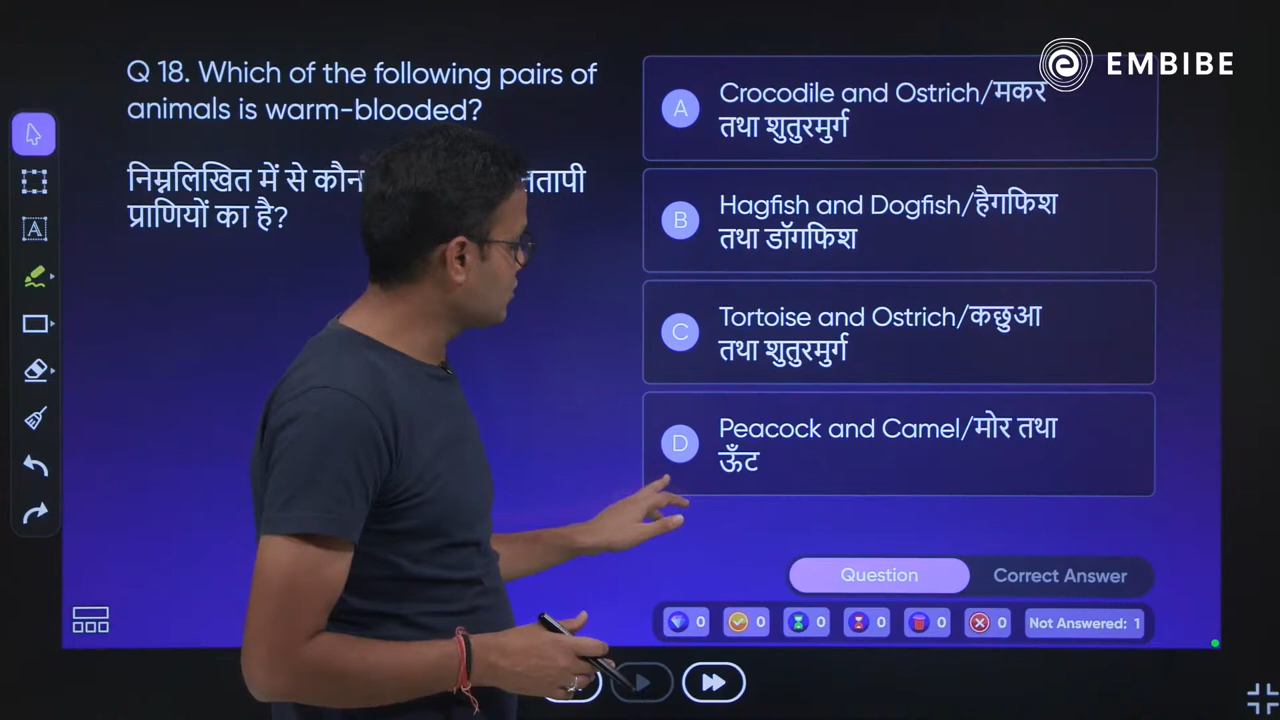 EMBIBE
Q 18. Which of the following pairs of
animals is warm-blooded?
निम्नलिखित में से कौन
प्राणियों का है?
A
Crocodile and Ostrich/मकर
तथा शुतुरमुर्ग
B
Hagfish and Dogfish/हैगफिश
तथा डॉगफिश
C
Tortoise and Ostrich/कछुआ
तथा शुतुरमुर्ग
D
Peacock and Camel/मोर तथा
ऊँट
Question
Correct Answer
0 0 0 0 0 0 Not Answered: 1